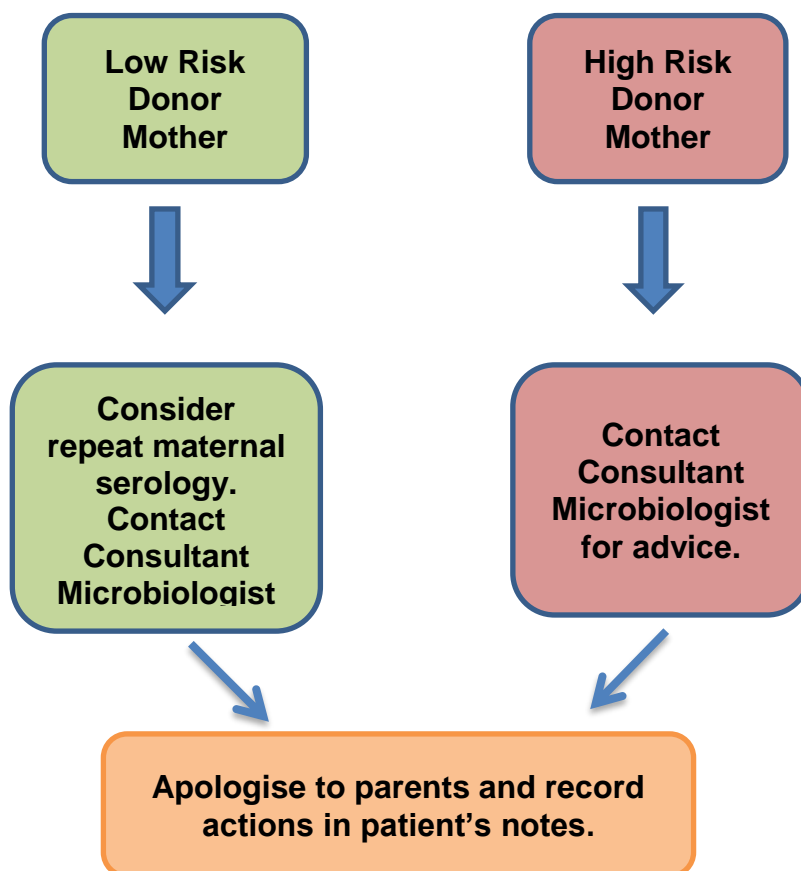 Low Risk
Donor
Mother
High Risk
Donor
Mother
Consider
repeat maternal
serology.
Contact
Consultant
Microbiologist
Contact
Consultant
Microbiologist
for advice.
Apologise to parents and record
actions in patient’s notes.